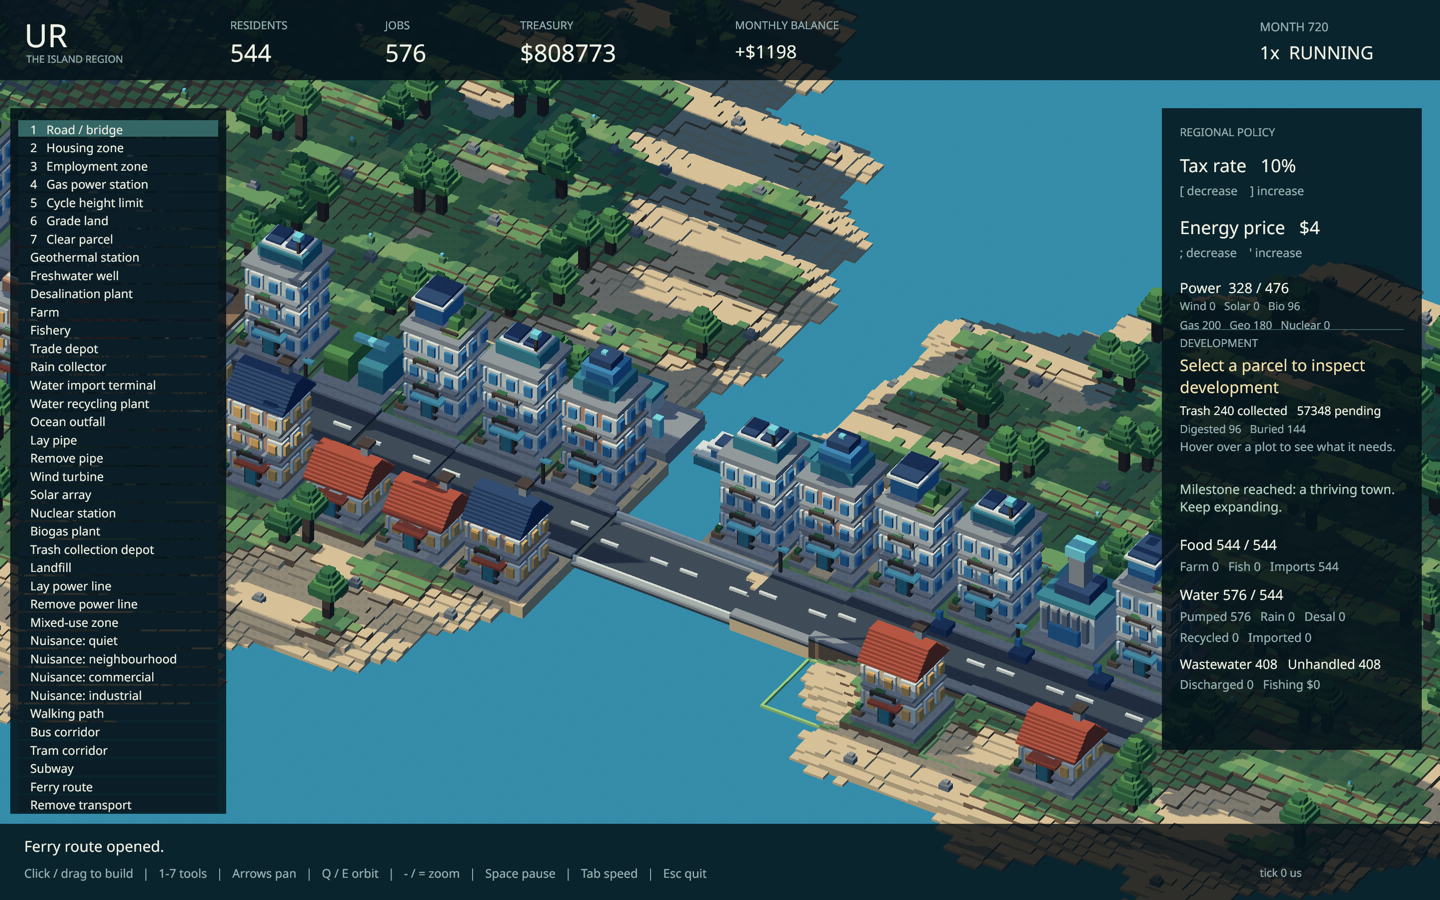 UR
THE ISLAND REGION
RESIDENTS
544
JOBS
576
TREASURY
$808773
MONTHLY BALANCE
+$1198
MONTH 720
1x RUNNING
1 Road / bridge
2 Housing zone
3 Employment zone
4 Gas power station
5 Cycle height limit
6 Grade land
7 Clear parcel
Geothermal station
Freshwater well
Desalination plant
Farm
Fishery
Trade depot
Rain collector
Water import terminal
Water recycling plant
Ocean outfall
Lay pipe
Remove pipe
Wind turbine
Solar array
Nuclear station
Biogas plant
Trash collection depot
Landfill
Lay power line
Remove power line
Mixed-use zone
Nuisance: quiet
Nuisance: neighbourhood
Nuisance: commercial
Nuisance: industrial
Walking path
Bus corridor
Tram corridor
Subway
Ferry route
Remove transport
REGIONAL POLICY
Tax rate 10%
[ decrease ] increase
Energy price $4
; decrease ' increase
Power 328 / 476
Wind 0 Solar 0 Bio 96
Gas 200 Geo 180 Nuclear 0
DEVELOPMENT
Select a parcel to inspect
development
Trash 240 collected 57348 pending
Digested 96 Buried 144
Hover over a plot to see what it needs.
Milestone reached: a thriving town.
Keep expanding.
Food 544 / 544
Farm 0 Fish 0 Imports 544
Water 576 / 544
Pumped 576 Rain 0 Desal 0
Recycled 0 Imported 0
Wastewater 408 Unhandled 408
Discharged 0 Fishing $0
Ferry route opened.
Click / drag to build | 1-7 tools | Arrows pan | Q / E orbit | - / = zoom | Space pause | Tab speed | Esc quit
tick 0 us